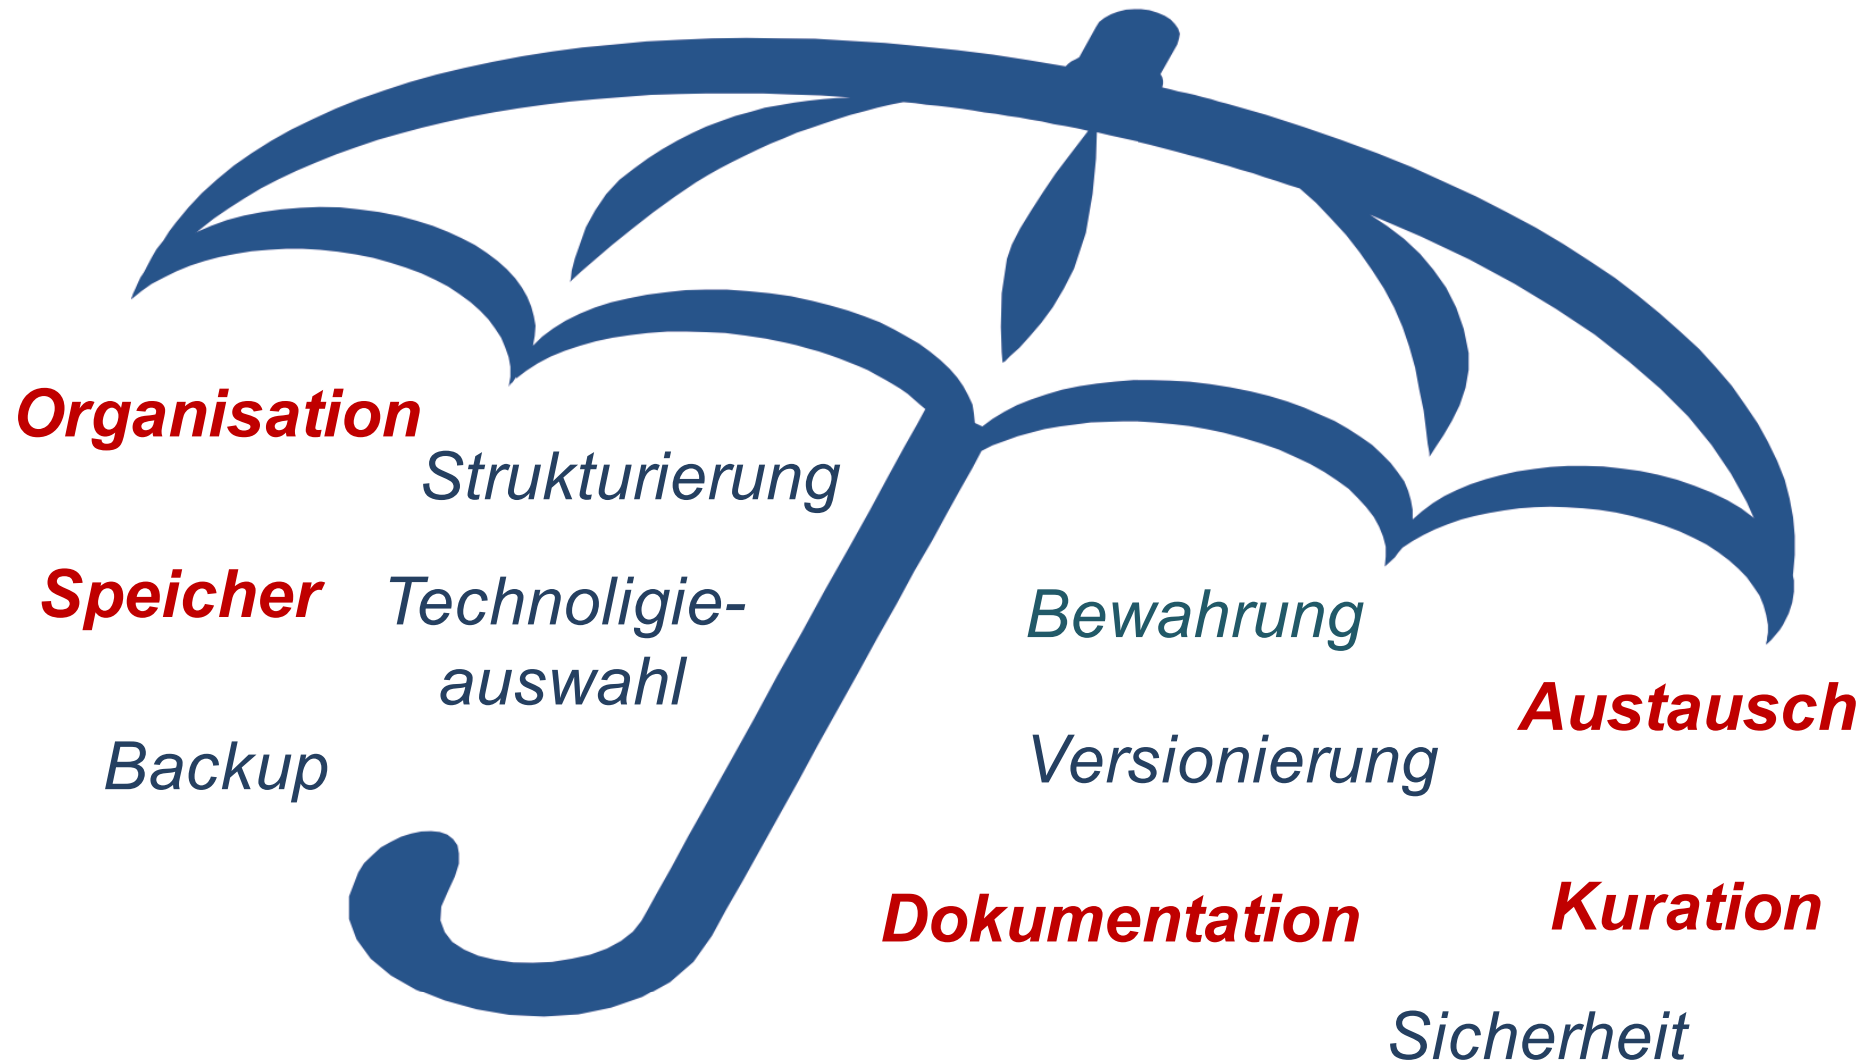 Organisation
Strukturierung
Speicher
Technoligie-
auswahl
Backup
Bewahrung
Austausch
Versionierung
Dokumentation
Kuration
Sicherheit